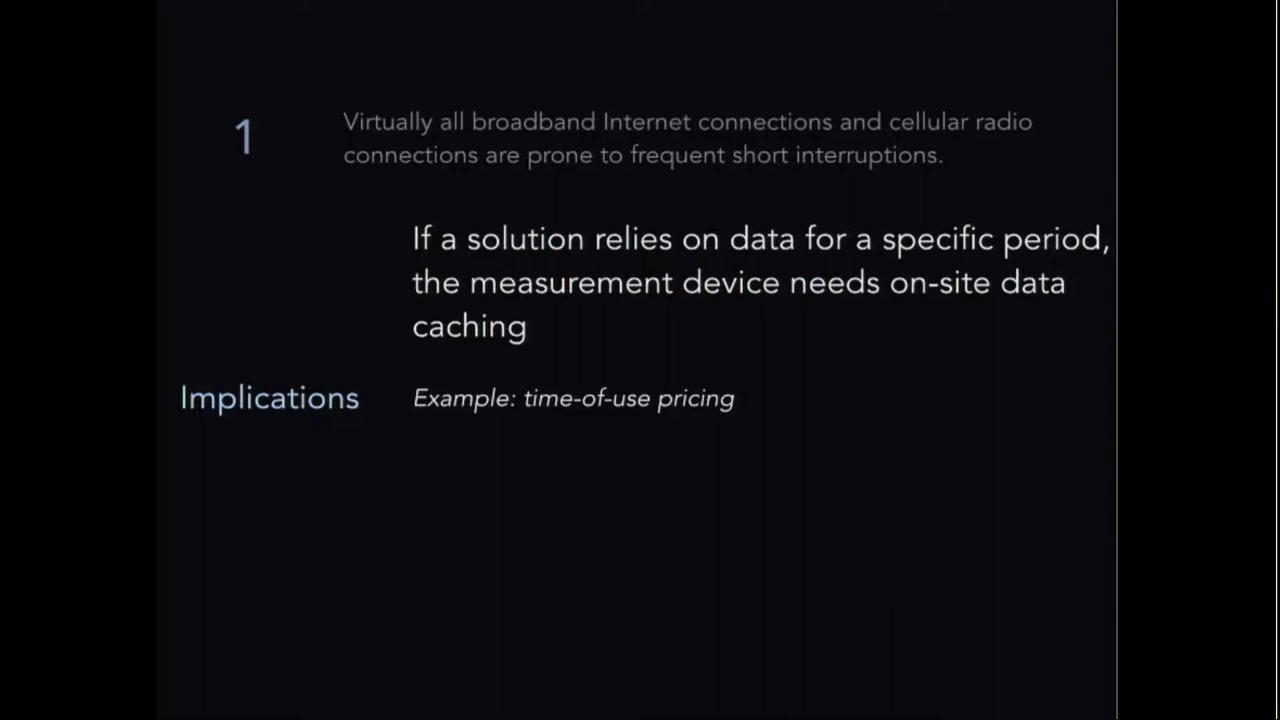 1
Virtually all broadband Internet connections and cellular radio
connections are prone to frequent short interruptions.
If a solution relies on data for a specific period,
the measurement device needs on-site data
caching
Implications
Example: time-of-use pricing